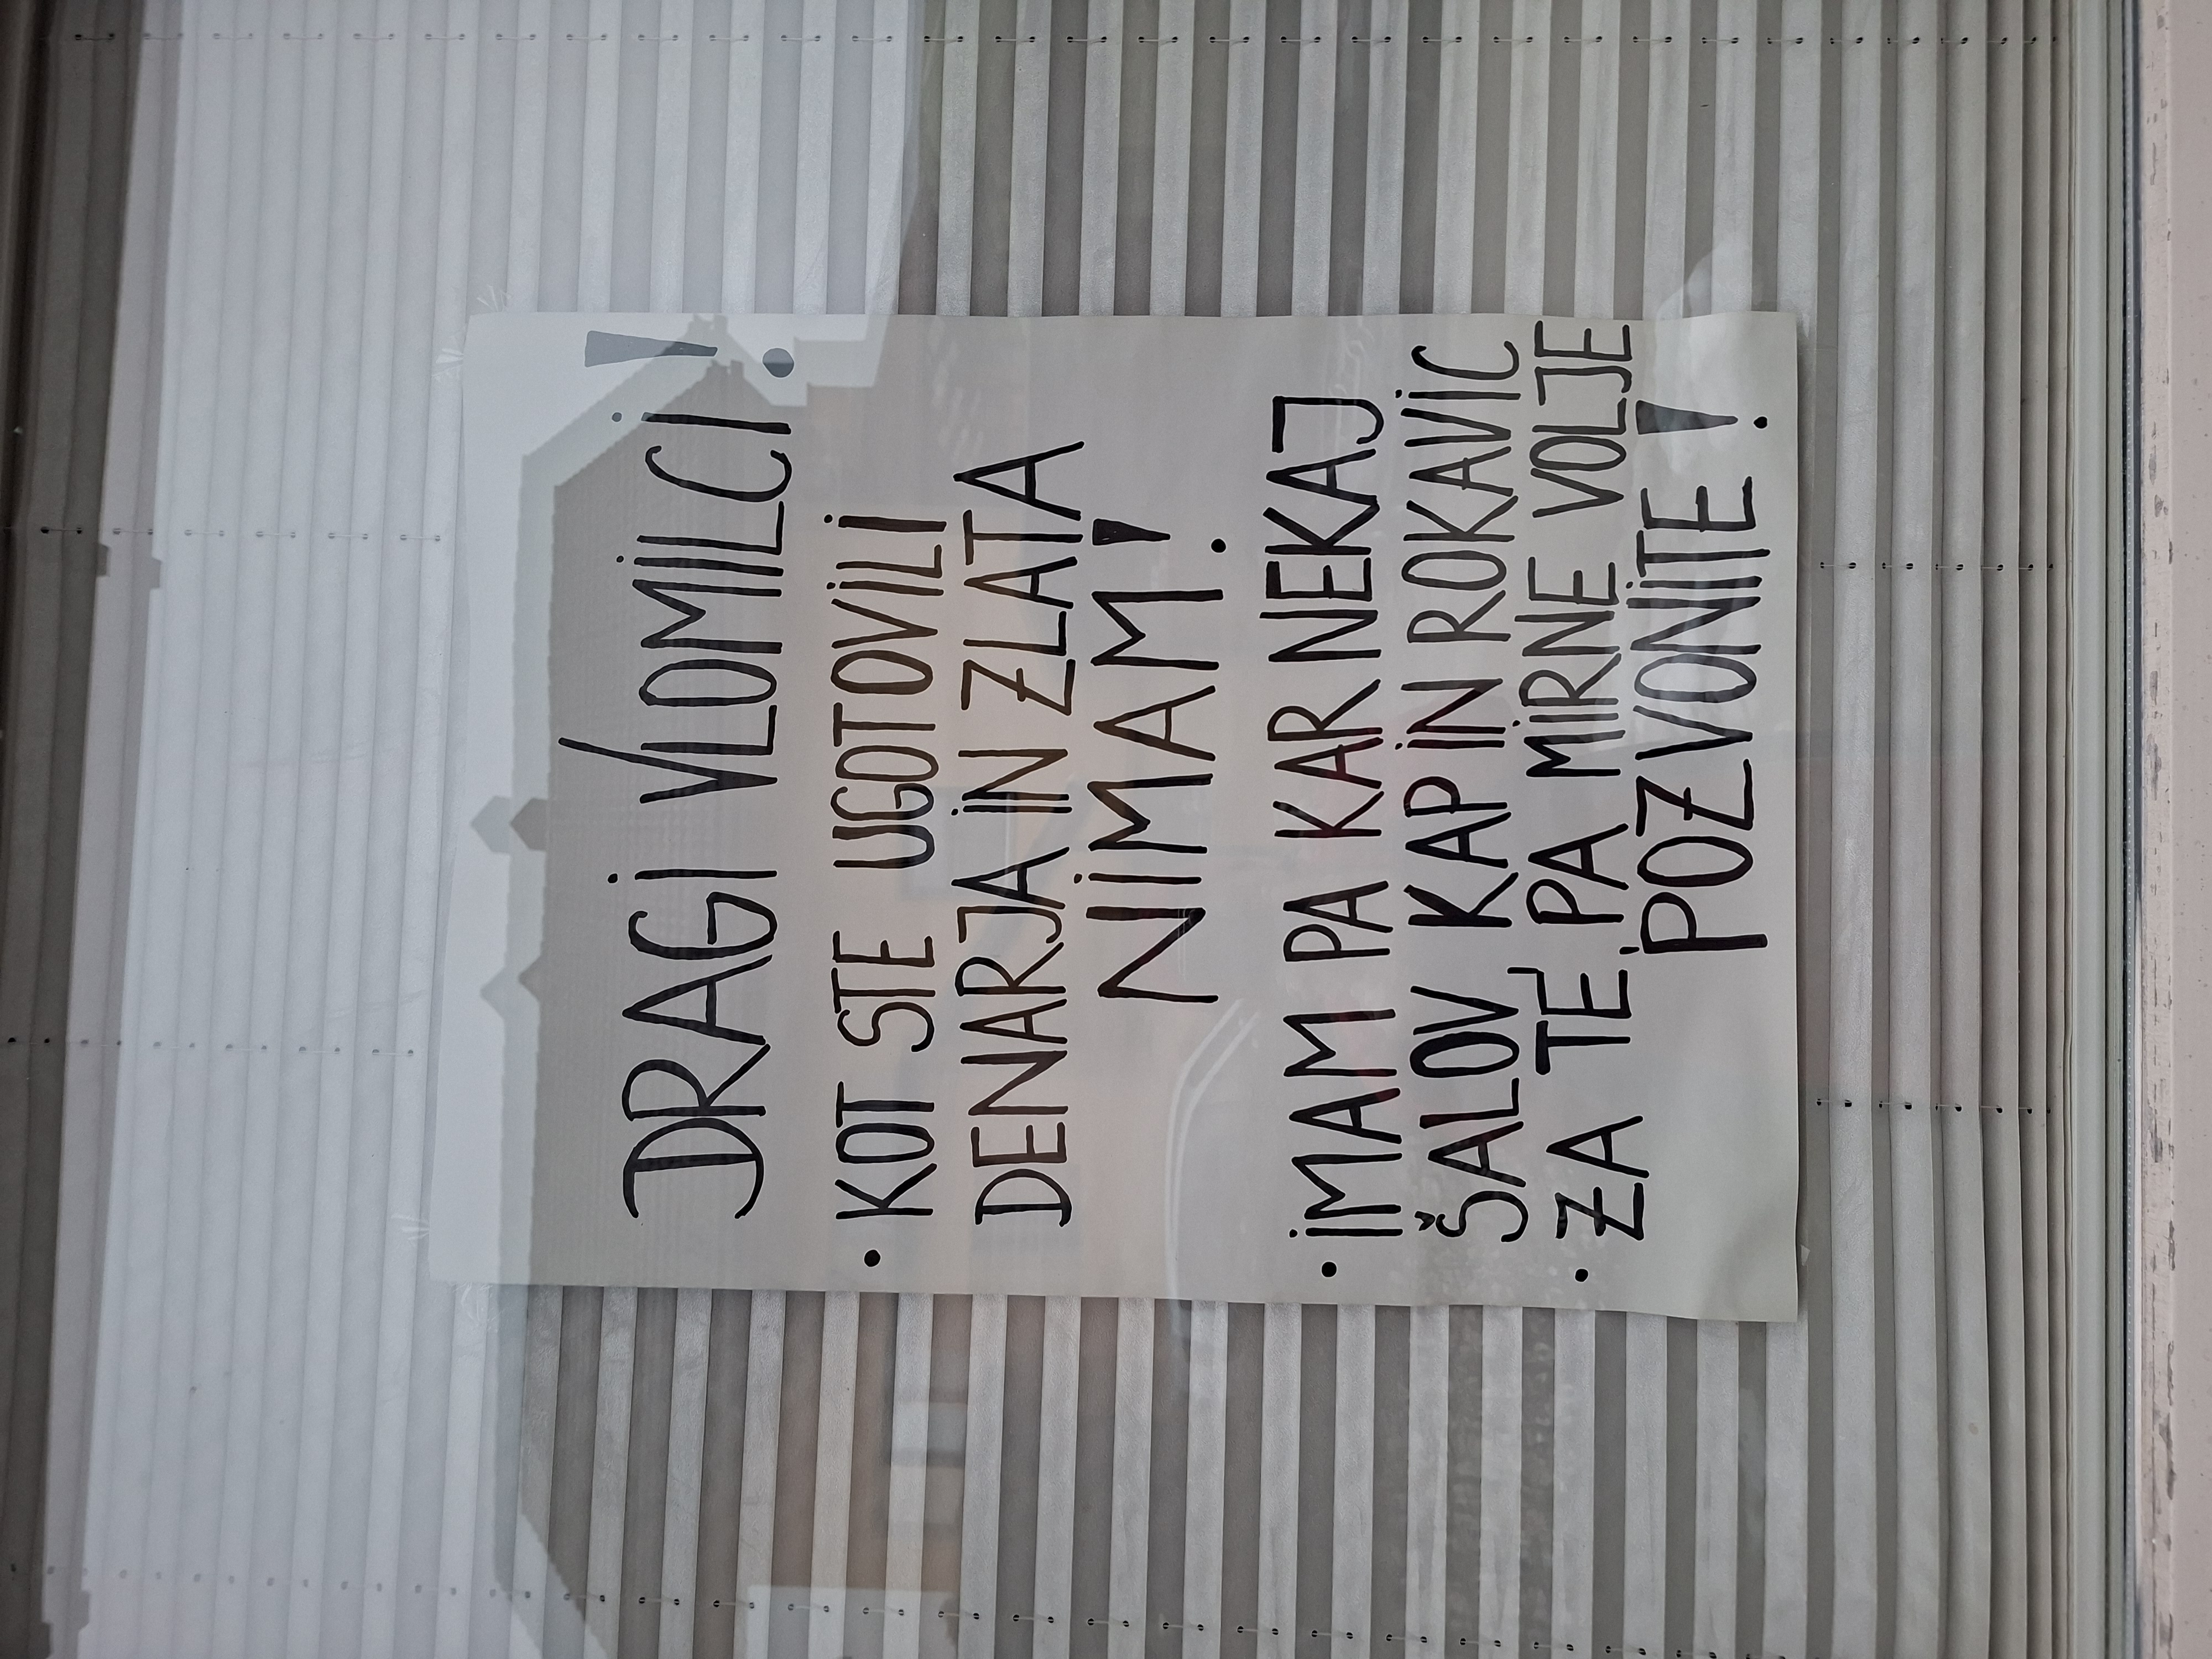 DRAGI VLOMILCI!
• KOT STE UGOTOVILI
DENARJA IN ZLATA
NIMAM!
• IMAM PA KAR NEKAJ
ŠALOV KAP IN ROKAVIC
• ZA TE PA MIRNE VOLJE
POZVONITE!